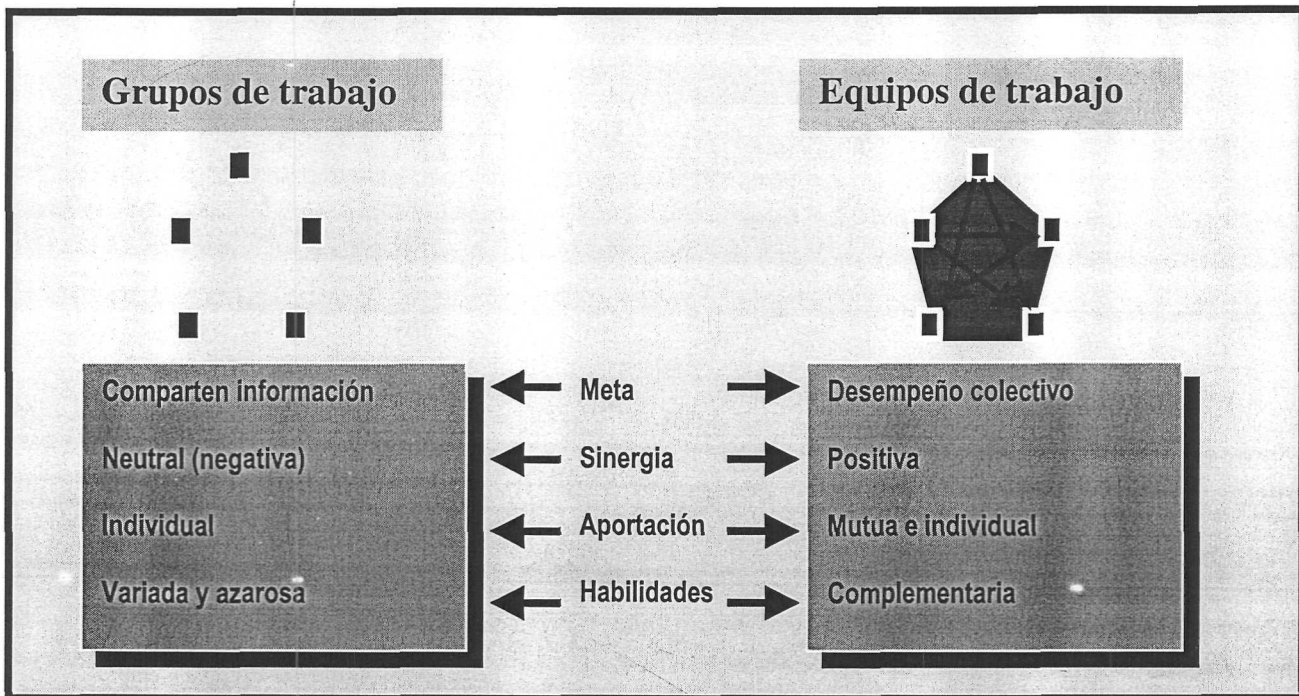 Grupos de trabajo
Equipos de trabajo
Comparten información
Meta
Desempeño colectivo
Neutral (negativa)
Sinergia
Positiva
Individual
Aportación
Mutua e individual
Variada y azarosa
Habilidades
Complementaria